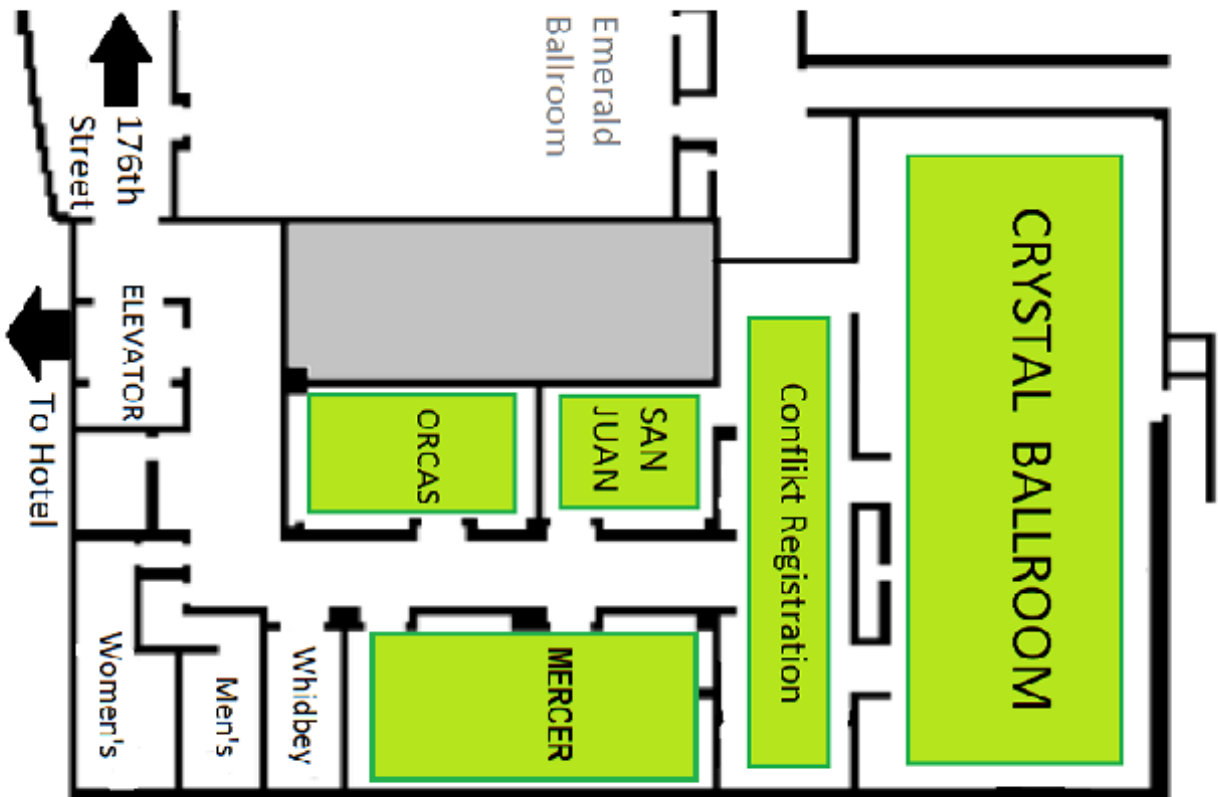 CRYSTAL BALLROOM
Conflikt Registration
Emerald
Ballroom
SAN
JUAN
ORCAS
MERCER
176th
Street
ELEVATOR
To Hotel
Whidbey
Men's
Women's